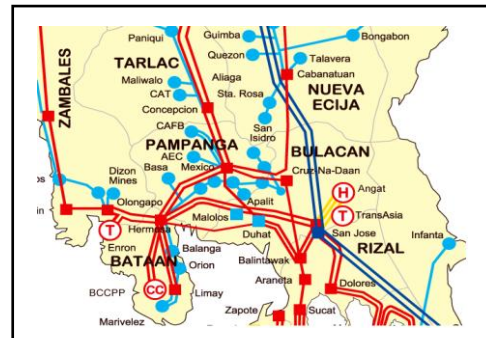 Paniqui
Guimba
Bongabon
Quezon
Talavera
TARLAC
Maliwalo
Aliaga
Cabanatuan
CAT
Sta. Rosa
NUEVA
ECIJA
ZAMBALES
Concepcion
CAFB
San
Isidro
PAMPANGA
BULACAN
AEC
Mexico
Cruz-Na-Daan
Dizon
Mines
Basa
H
Angat
Olongapo
Apalit
T
TransAsia
Malolos
T
Hermosa
San Jose
Infanta
Enron
Duhat
RIZAL
BATAAN
Balanga
Balintawak
Orion
Araneta
BCCPP
CC
Limay
Dolores
Zapote
Sucat
Marivelez